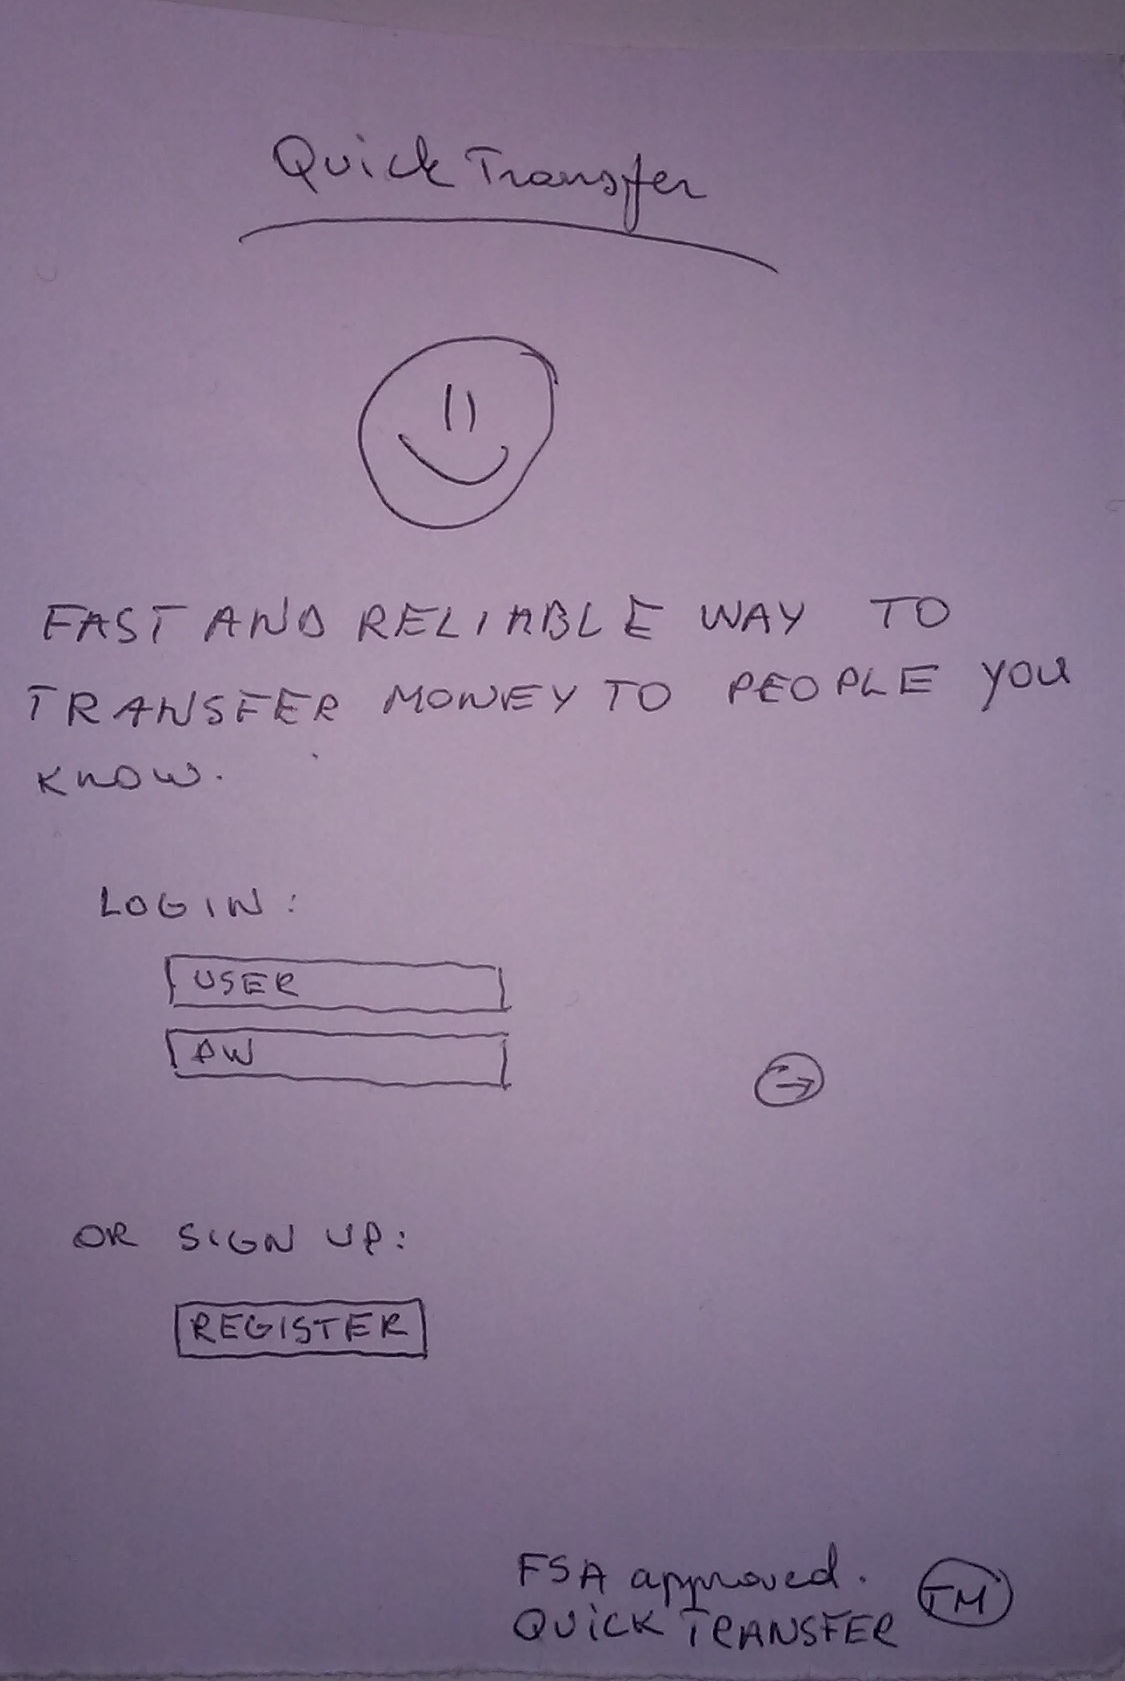 Quick Transfer
FAST AND RELIABLE WAY TO
TRANSFER MONEY TO PEOPLE YOU
KNOW.
LOGIN:
USER
PW
OR SIGN UP:
REGISTER
FSA approved.
QUICK TRANSFER TM